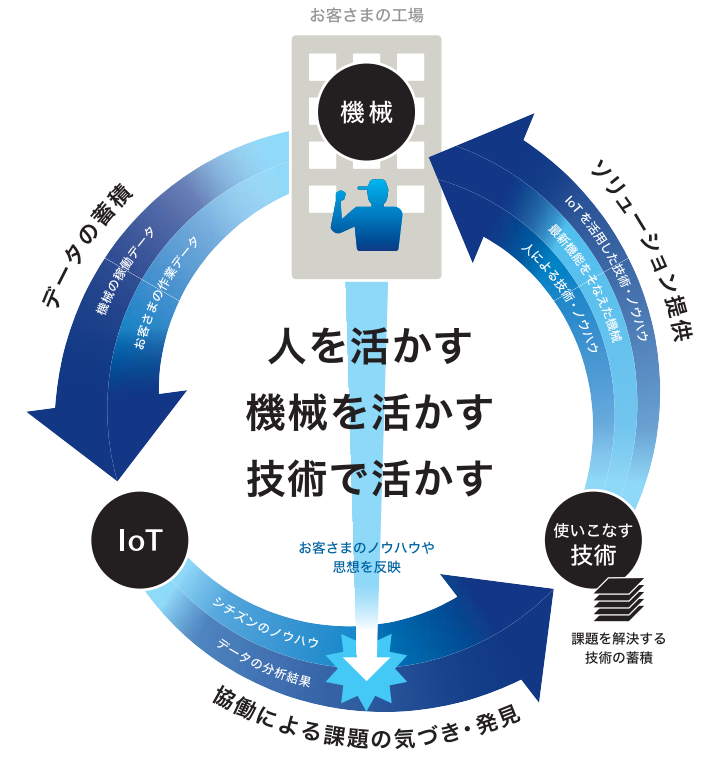 お客さまの工場
機械
データの蓄積
機械の稼働データ
お客さまの作業データ
ソリューション提供
IoTを活用した技術・ノウハウ
最新機能をそなえた機械
人による技術・ノウハウ
人を活かす
機械を活かす
技術で活かす
IoT
お客さまのノウハウや
思想を反映
使いこなす
技術
課題を解決する
技術の蓄積
シチズンのノウハウ
データの分析結果
協働による課題の気づき・発見